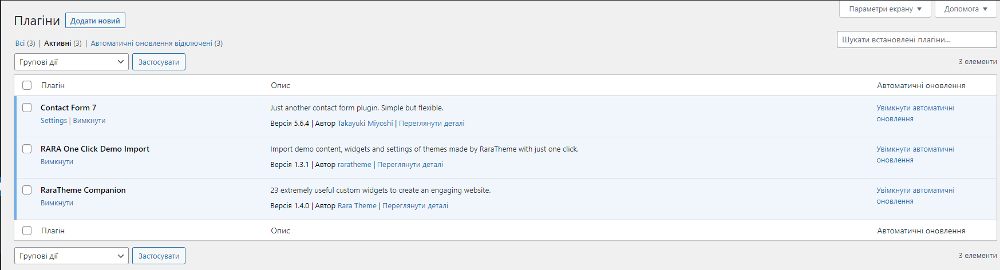 Параметри екрану ▼
Допомога ▼
Плагіни Додати новий
Всі (3) | Активні (3) | Автоматичні оновлення відключені (3)
Шукати встановлені плагіни...
Групові дії Застосувати
3 елементи
Плагін Опис Автоматичні оновлення
Contact Form 7
Settings | Вимкнути
Just another contact form plugin. Simple but flexible.
Версія 5.6.4 | Автор Takayuki Miyoshi | Переглянути деталі
Увімкнути автоматичні
оновлення
RARA One Click Demo Import
Вимкнути
Import demo content, widgets and settings of themes made by RaraTheme with just one click.
Версія 1.3.1 | Автор raratheme | Переглянути деталі
Увімкнути автоматичні
оновлення
RaraTheme Companion
Вимкнути
23 extremely useful custom widgets to create an engaging website.
Версія 1.4.0 | Автор Rara Theme | Переглянути деталі
Увімкнути автоматичні
оновлення
Плагін Опис Автоматичні оновлення
Групові дії Застосувати
3 елементи